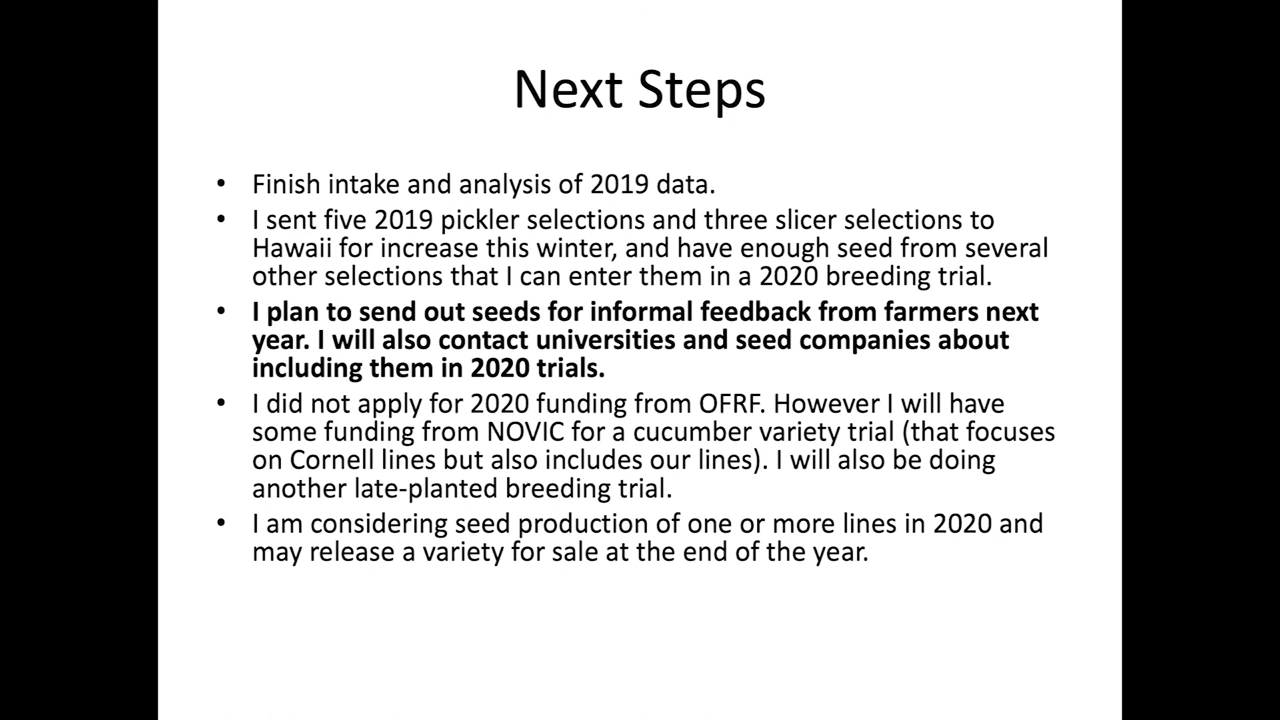 Next Steps
• Finish intake and analysis of 2019 data.
• I sent five 2019 pickler selections and three slicer selections to
Hawaii for increase this winter, and have enough seed from several
other selections that I can enter them in a 2020 breeding trial.
• I plan to send out seeds for informal feedback from farmers next
year. I will also contact universities and seed companies about
including them in 2020 trials.
• I did not apply for 2020 funding from OFRF. However I will have
some funding from NOVIC for a cucumber variety trial (that focuses
on Cornell lines but also includes our lines). I will also be doing
another late-planted breeding trial.
• I am considering seed production of one or more lines in 2020 and
may release a variety for sale at the end of the year.